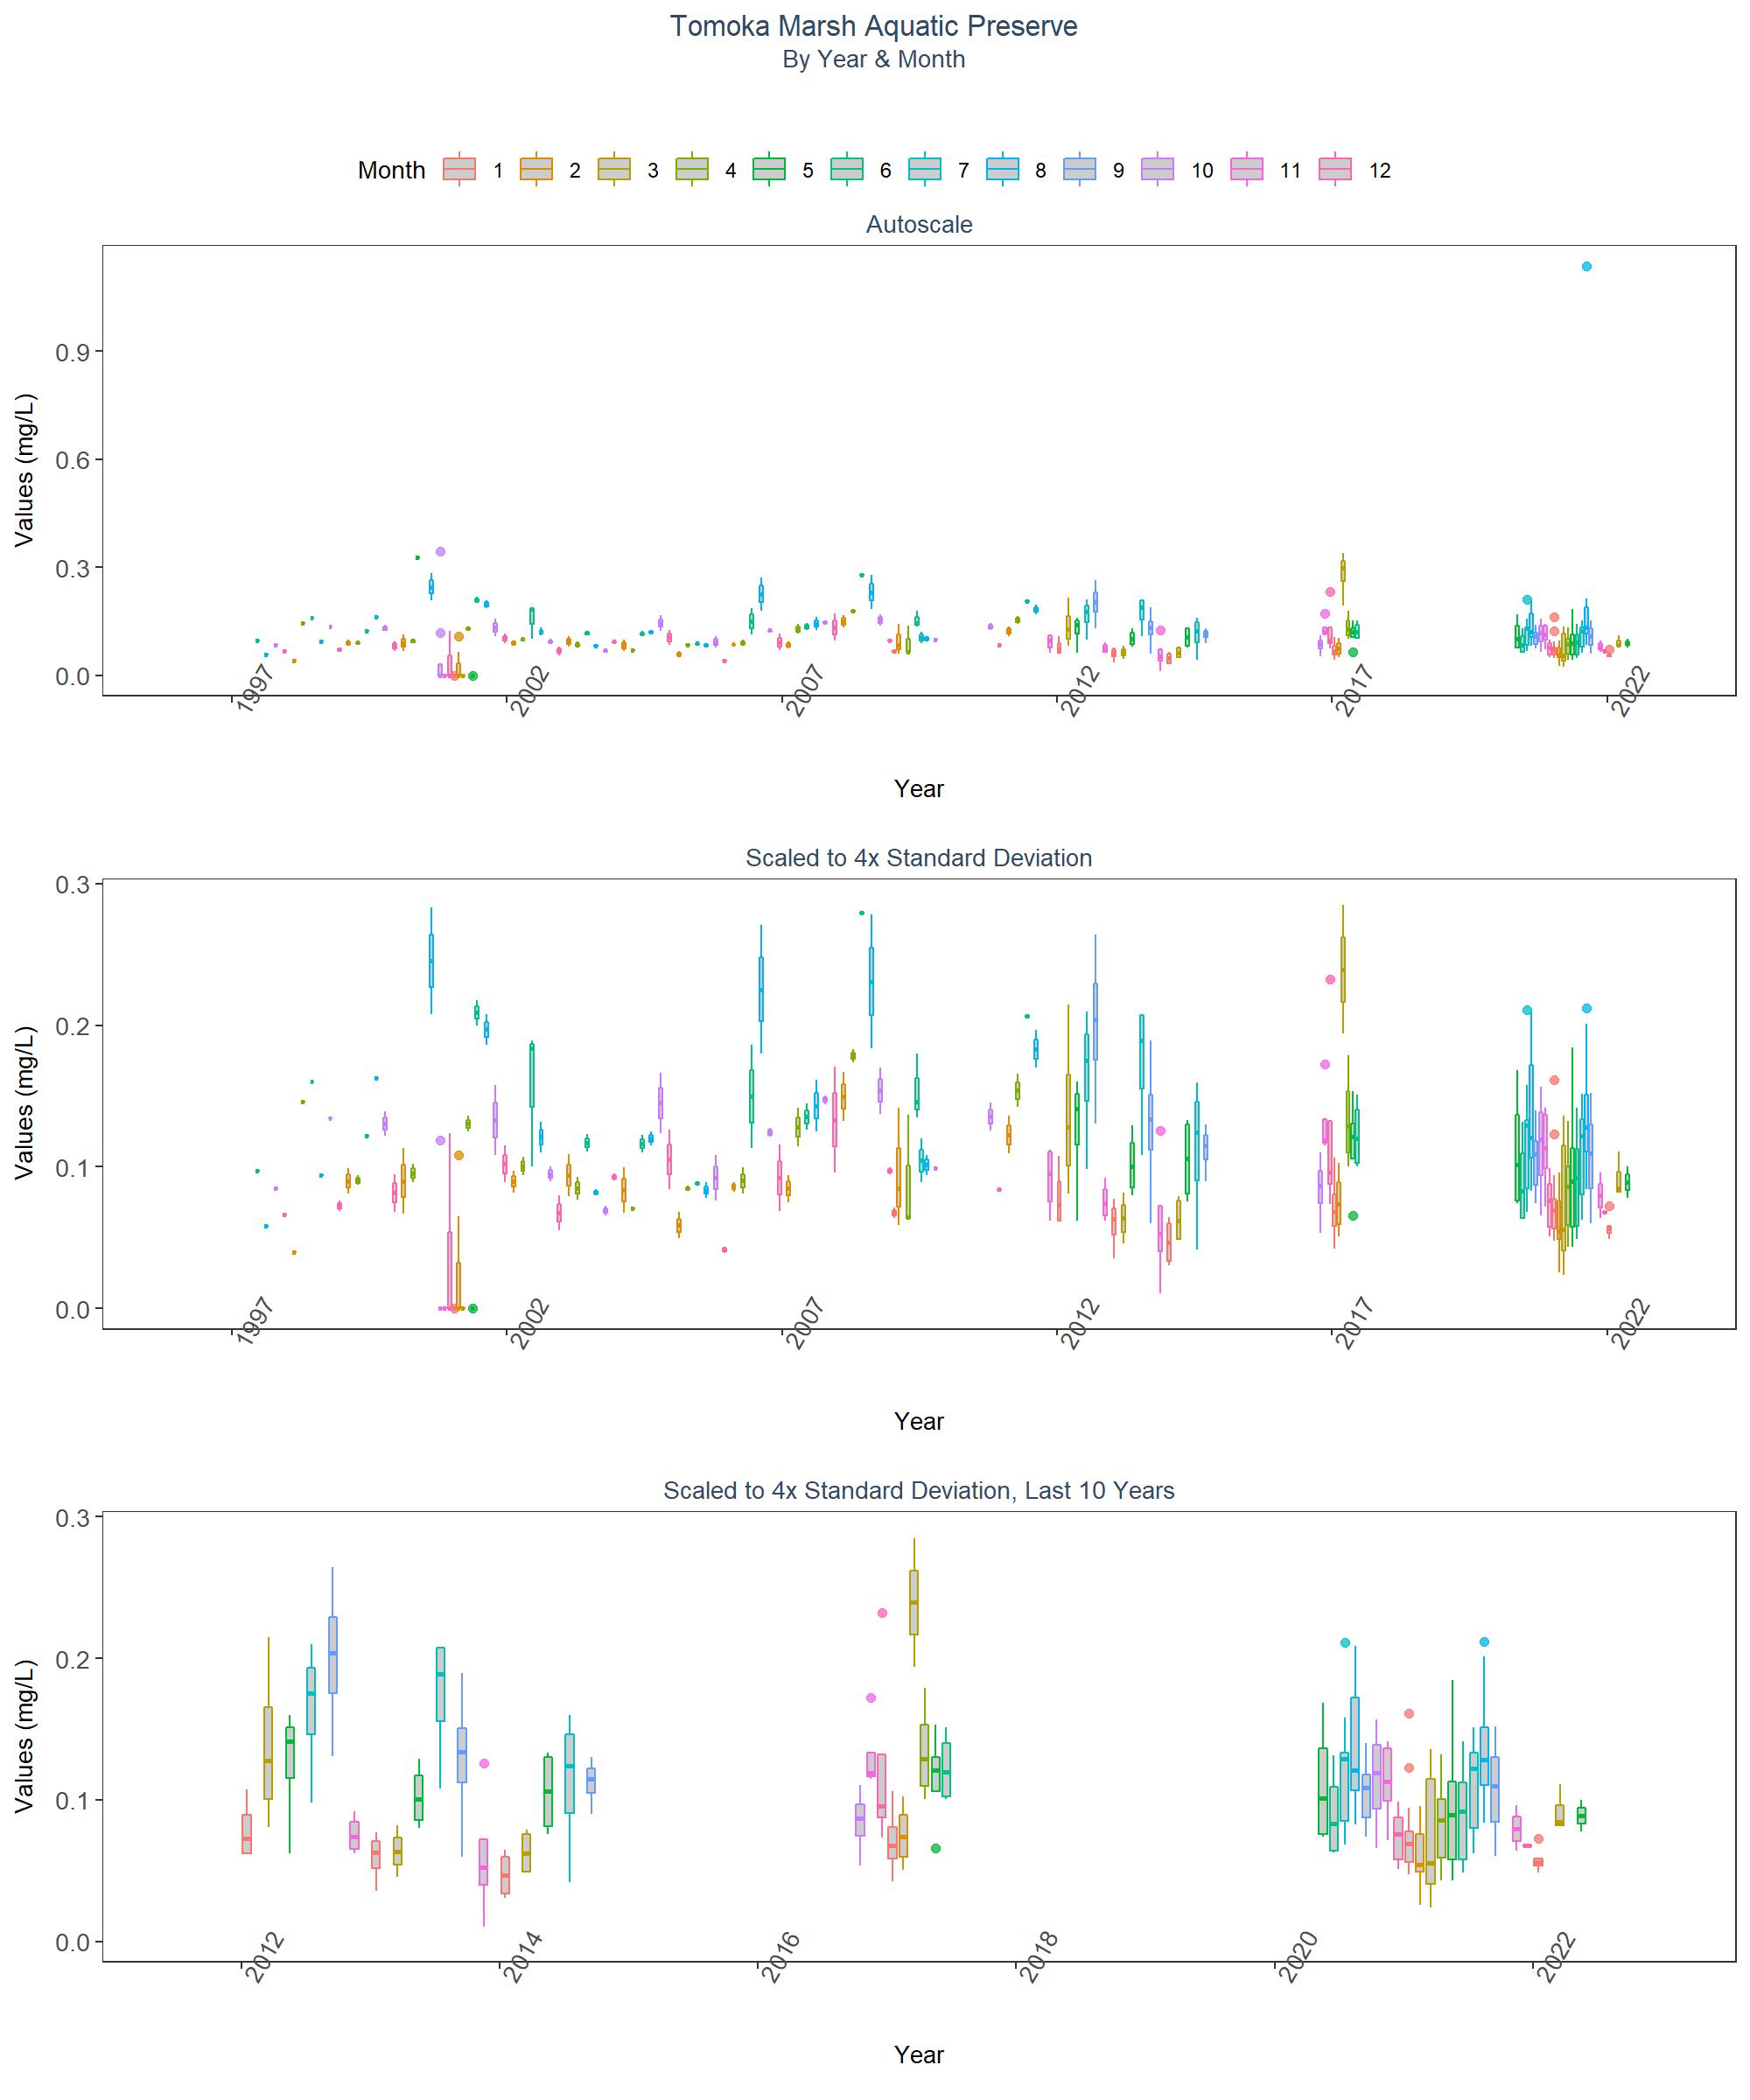 Tomoka Marsh Aquatic Preserve
By Year & Month
Month 1 2 3 4 5 6 7 8 9 10 11 12
Autoscale
Values (mg/L)
0.9
0.6
0.3
0.0
1997 2002 2007 2012 2017 2022
Year
Scaled to 4x Standard Deviation
Values (mg/L)
0.3
0.2
0.1
0.0
1997 2002 2007 2012 2017 2022
Year
Scaled to 4x Standard Deviation, Last 10 Years
Values (mg/L)
0.3
0.2
0.1
0.0
2012 2014 2016 2018 2020 2022
Year